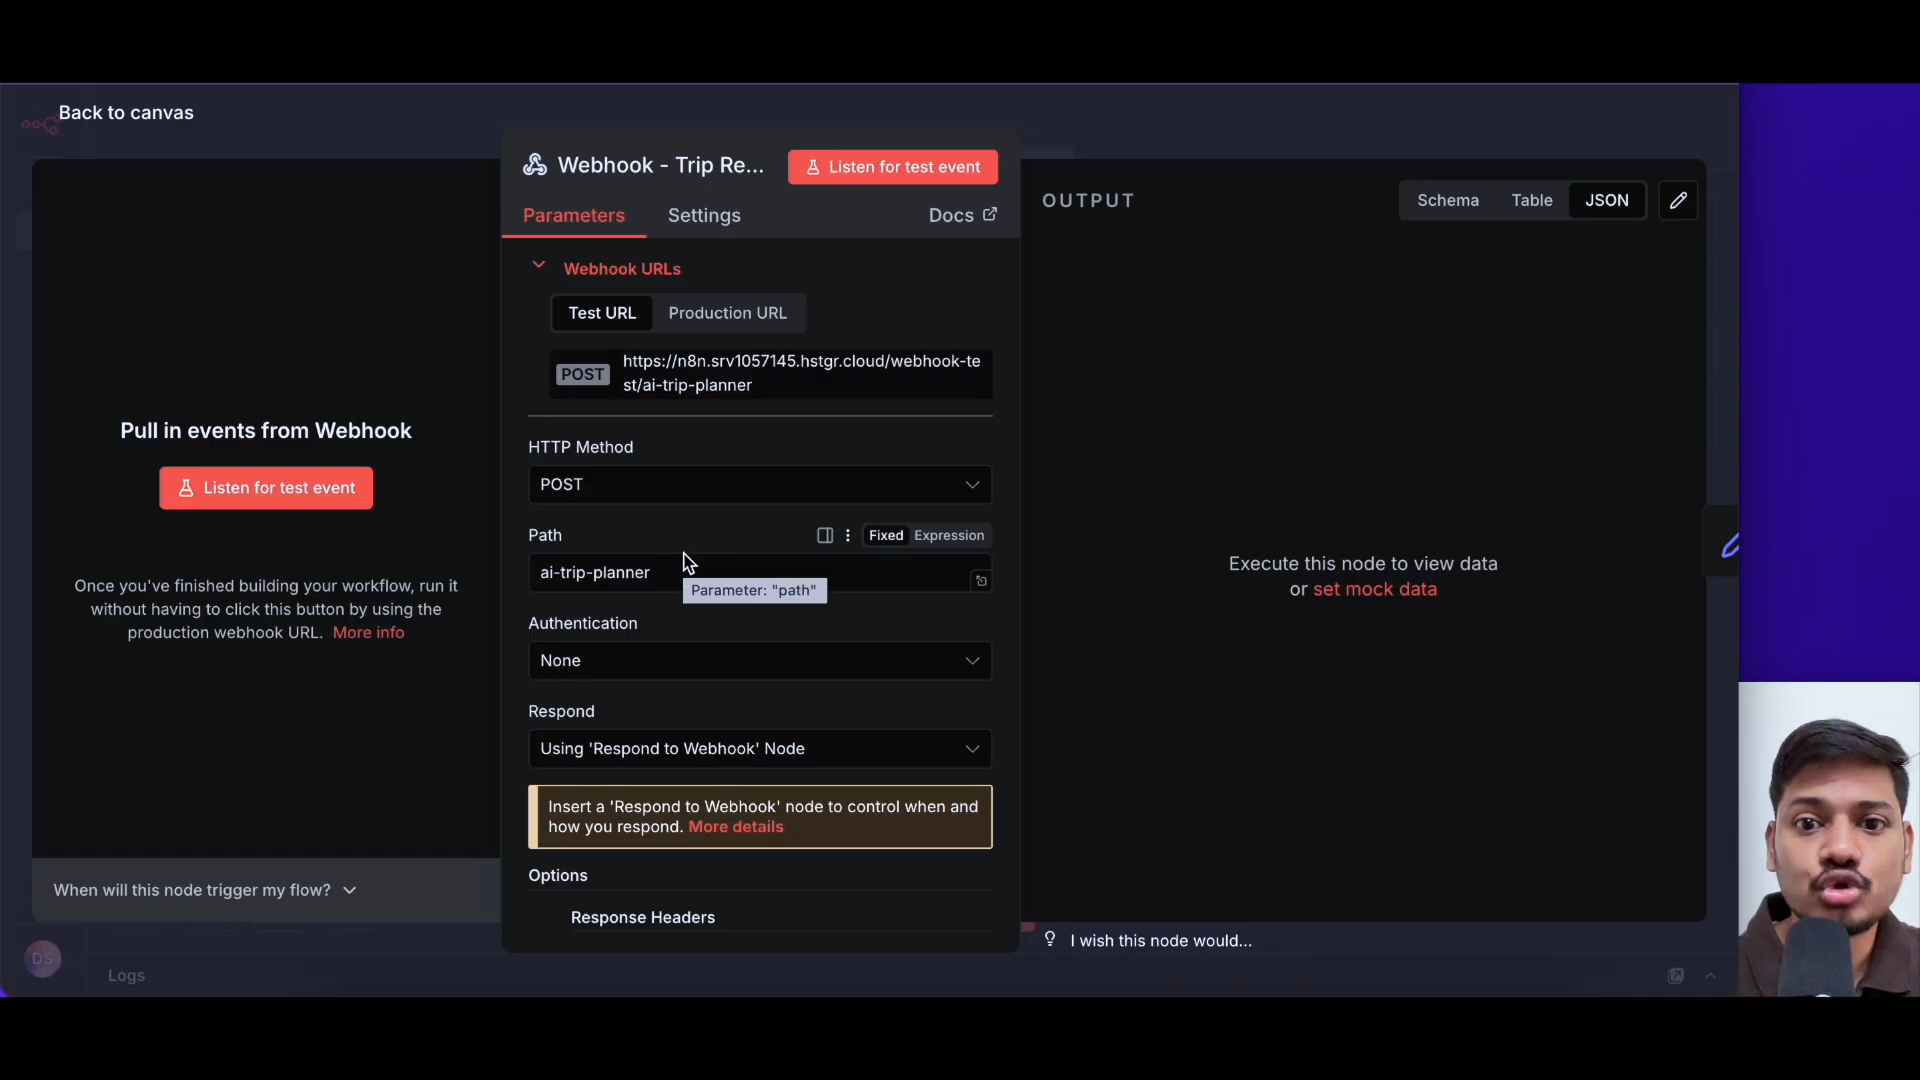 Back to canvas
Webhook - Trip Re...
Listen for test event
Parameters
Settings
Docs
Webhook URLs
Test URL
Production URL
POST
https://n8n.srv1057145.hstgr.cloud/webhook-te
st/ai-trip-planner
HTTP Method
POST
Path
Fixed
Expression
ai-trip-planner
Parameter: "path"
Authentication
None
Respond
Using 'Respond to Webhook' Node
Insert a 'Respond to Webhook' node to control when and
how you respond. More details
Options
Response Headers
Pull in events from Webhook
Listen for test event
Once you've finished building your workflow, run it
without having to click this button by using the
production webhook URL. More info
When will this node trigger my flow?
OUTPUT
Schema
Table
JSON
Execute this node to view data
or set mock data
I wish this node would...
DS
Logs